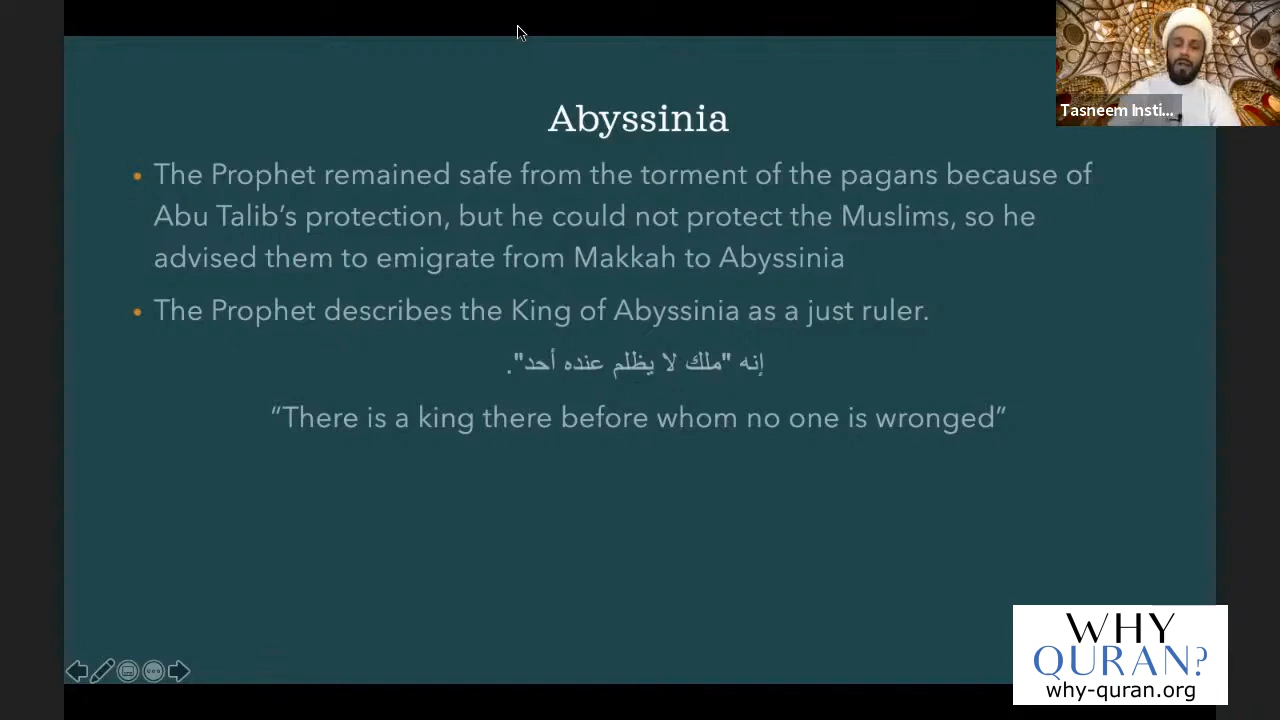 Tasneem Insti...
Abyssinia
• The Prophet remained safe from the torment of the pagans because of
Abu Talib’s protection, but he could not protect the Muslims, so he
advised them to emigrate from Makkah to Abyssinia
• The Prophet describes the King of Abyssinia as a just ruler.
إنه "ملك لا يظلم عنده أحد".
“There is a king there before whom no one is wronged”
WHY
QURAN?
why-quran.org